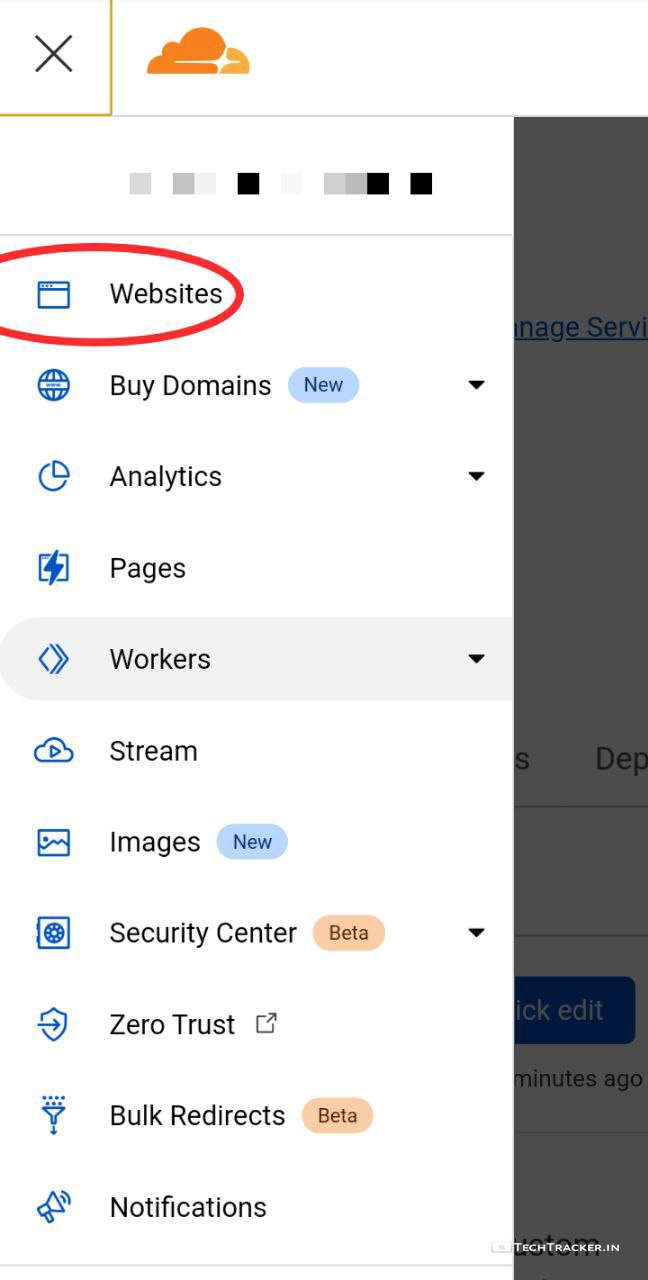 Websites
anage Servi
Buy Domains New
Analytics
Pages
Workers
Stream
s Dep
Images New
Security Center Beta
ick edit
Zero Trust
minutes ago
Bulk Redirects Beta
Notifications
ustom
TECHTRACKER.IN